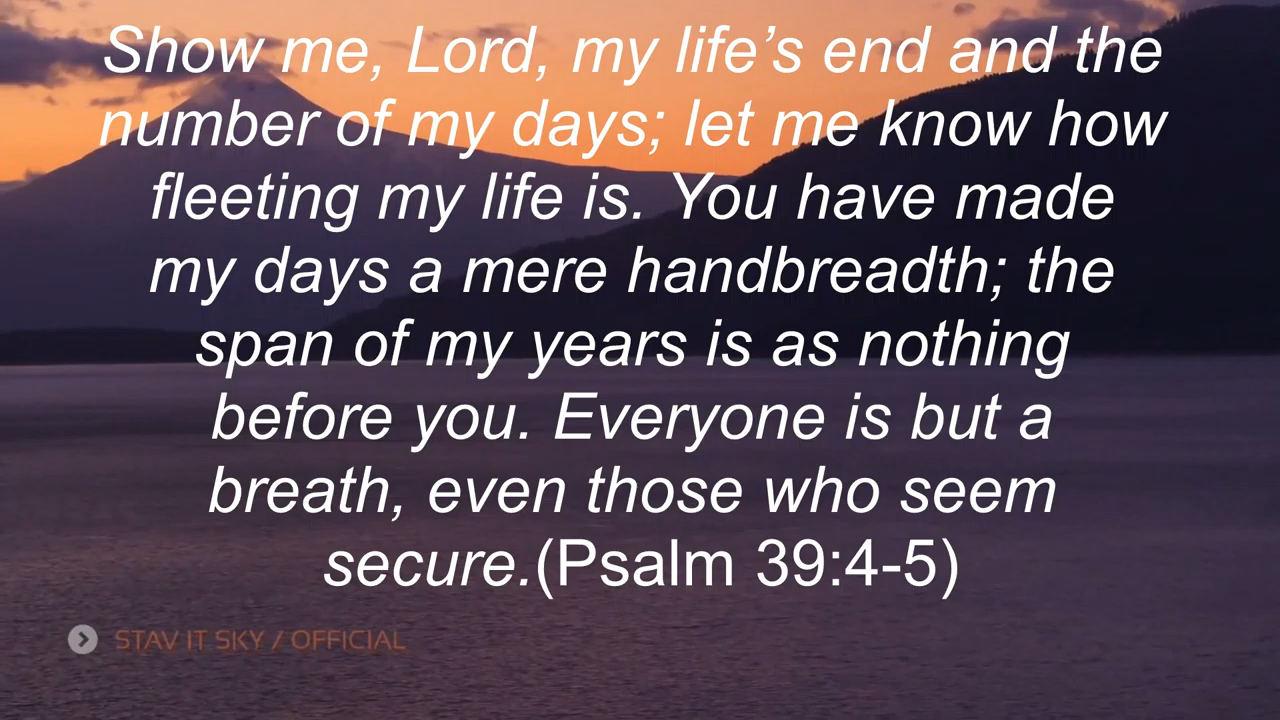 Show me, Lord, my life’s end and the
number of my days; let me know how
fleeting my life is. You have made
my days a mere handbreadth; the
span of my years is as nothing
before you. Everyone is but a
breath, even those who seem
secure.(Psalm 39:4-5)
STAV IT SKY / OFFICIAL